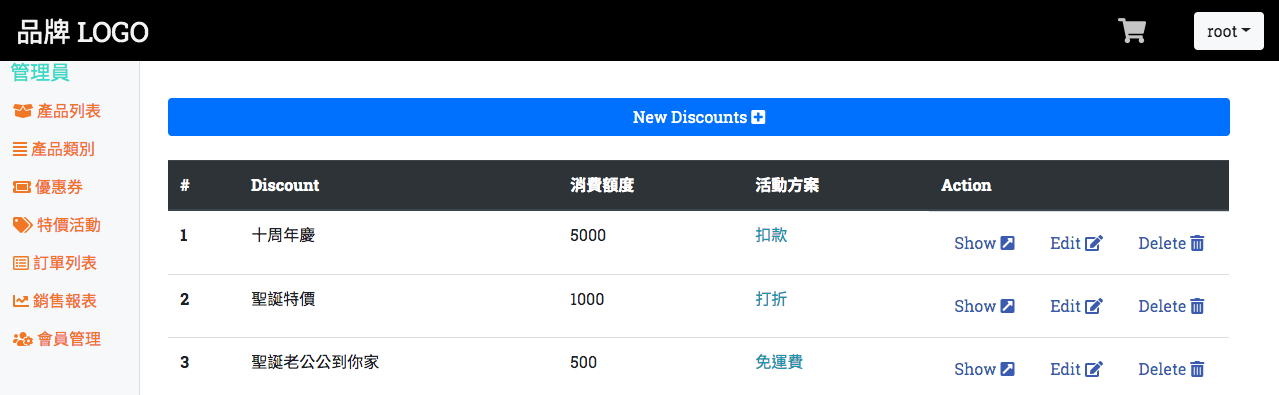 品牌 LOGO
root
管理員
產品列表
產品類別
優惠券
特價活動
訂單列表
銷售報表
會員管理
New Discounts
# Discount 消費額度 活動方案 Action
1 十周年慶 5000 扣款 Show Edit Delete
2 聖誕特價 1000 打折 Show Edit Delete
3 聖誕老公公到你家 500 免運費 Show Edit Delete